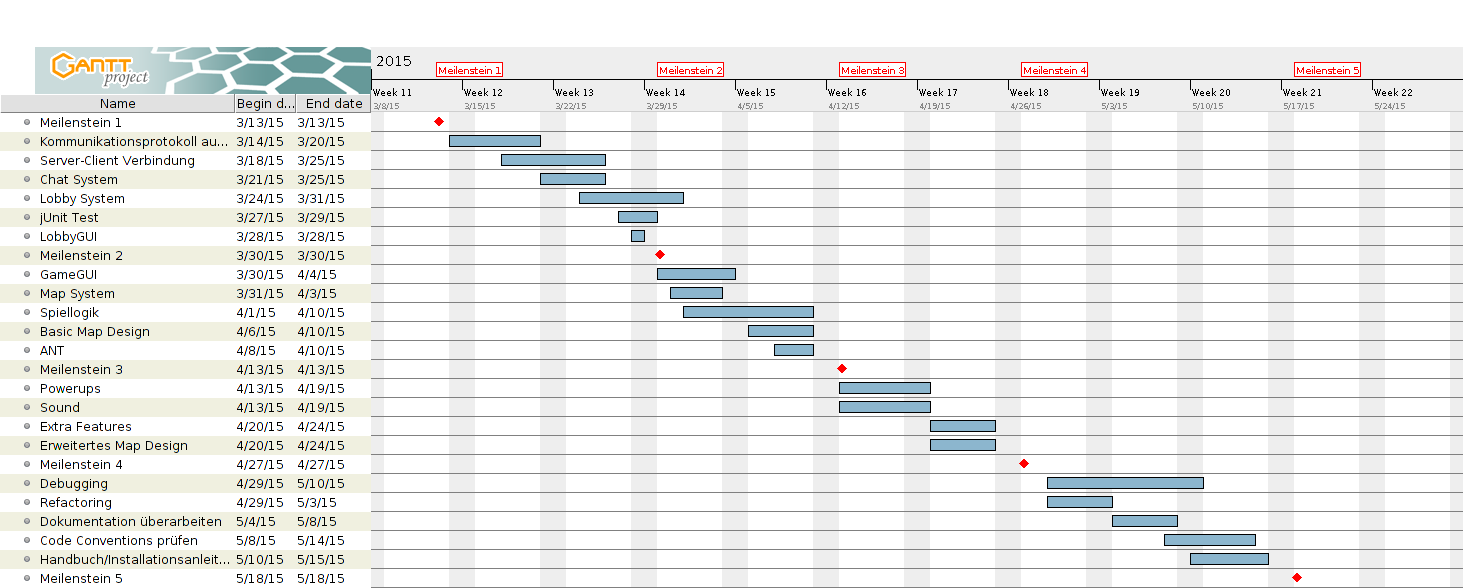 2015
Meilenstein 1 Meilenstein 2 Meilenstein 3 Meilenstein 4 Meilenstein 5
GANTT project
Week 11 Week 12 Week 13 Week 14 Week 15 Week 16 Week 17 Week 18 Week 19 Week 20 Week 21 Week 22
Name Begin d... End date
3/8/15 3/15/15 3/22/15 3/29/15 4/5/15 4/12/15 4/19/15 4/26/15 5/3/15 5/10/15 5/17/15 5/24/15
Meilenstein 1 3/13/15 3/13/15
Kommunikationsprotokoll au... 3/14/15 3/20/15
Server-Client Verbindung 3/18/15 3/25/15
Chat System 3/21/15 3/25/15
Lobby System 3/24/15 3/31/15
jUnit Test 3/27/15 3/29/15
LobbyGUI 3/28/15 3/28/15
Meilenstein 2 3/30/15 3/30/15
GameGUI 3/30/15 4/4/15
Map System 3/31/15 4/3/15
Spiellogik 4/1/15 4/10/15
Basic Map Design 4/6/15 4/10/15
ANT 4/8/15 4/10/15
Meilenstein 3 4/13/15 4/13/15
Powerups 4/13/15 4/19/15
Sound 4/13/15 4/19/15
Extra Features 4/20/15 4/24/15
Erweitertes Map Design 4/20/15 4/24/15
Meilenstein 4 4/27/15 4/27/15
Debugging 4/29/15 5/10/15
Refactoring 4/29/15 5/3/15
Dokumentation überarbeiten 5/4/15 5/8/15
Code Conventions prüfen 5/8/15 5/14/15
Handbuch/Installationsanleit... 5/10/15 5/15/15
Meilenstein 5 5/18/15 5/18/15